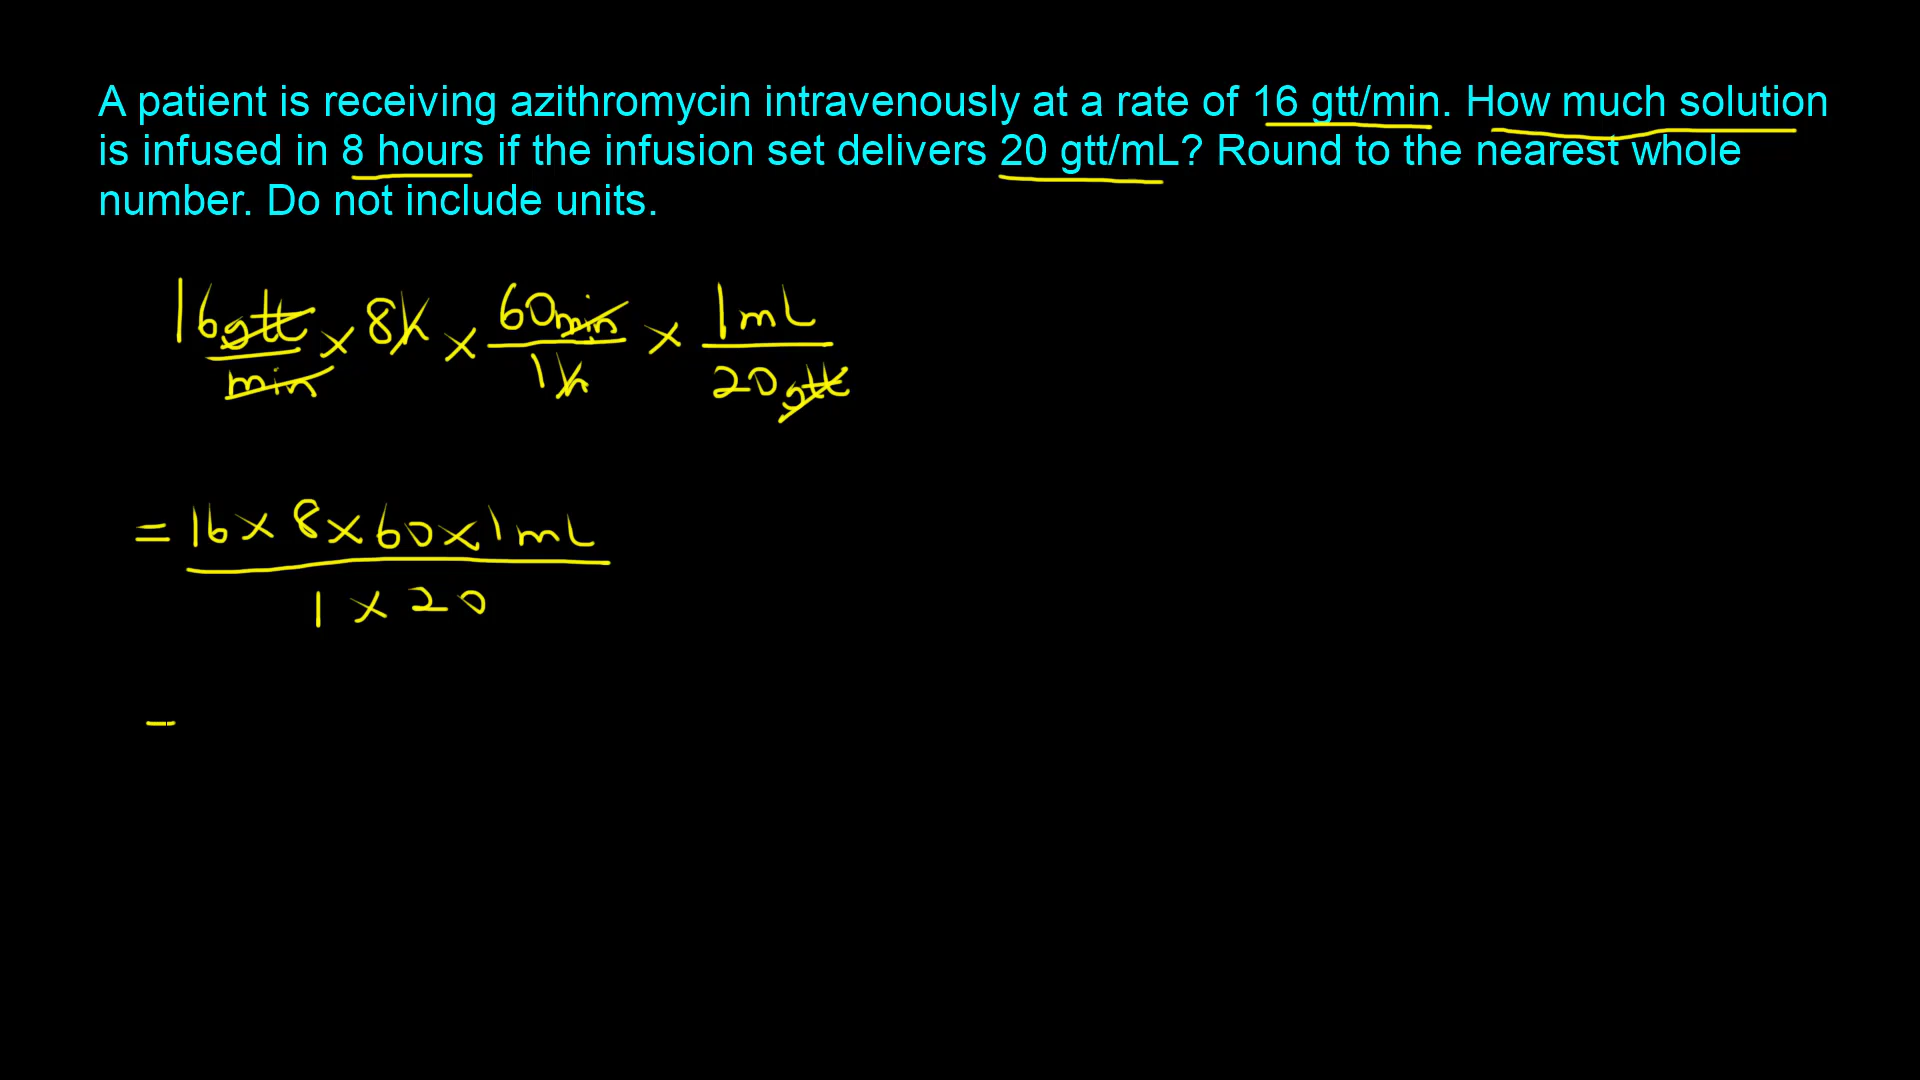 A patient is receiving azithromycin intravenously at a rate of 16 gtt/min. How much solution
is infused in 8 hours if the infusion set delivers 20 gtt/mL? Round to the nearest whole
number. Do not include units.
16 gtt/min × 8h × 60 min/1h × 1 mL/20 gtt
= 16 × 8 × 60 × 1 mL
1 × 20